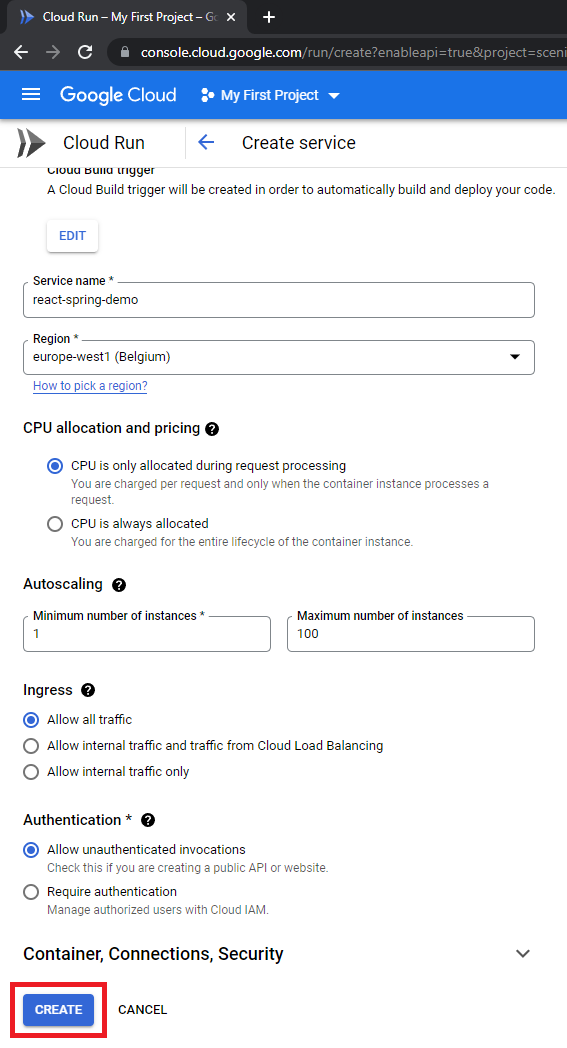 Cloud Run – My First Project – Go
console.cloud.google.com/run/create?enableapi=true&project=sceni
Google Cloud My First Project
Cloud Run Create service
Cloud Build trigger
A Cloud Build trigger will be created in order to automatically build and deploy your code.
EDIT
Service name *
react-spring-demo
Region *
europe-west1 (Belgium)
How to pick a region?
CPU allocation and pricing
CPU is only allocated during request processing
You are charged per request and only when the container instance processes a
request.
CPU is always allocated
You are charged for the entire lifecycle of the container instance.
Autoscaling
Minimum number of instances * Maximum number of instances
1 100
Ingress
Allow all traffic
Allow internal traffic and traffic from Cloud Load Balancing
Allow internal traffic only
Authentication *
Allow unauthenticated invocations
Check this if you are creating a public API or website.
Require authentication
Manage authorized users with Cloud IAM.
Container, Connections, Security
CREATE CANCEL